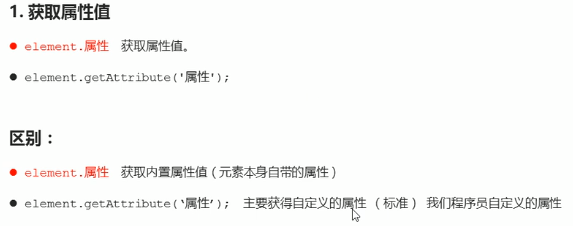 1. 获取属性值
● element.属性 获取属性值。
● element.getAttribute('属性');
区别：
● element.属性 获取内置属性值（元素本身自带的属性）
● element.getAttribute(‘属性’); 主要获得自定义的属性 （标准） 我们程序员自定义的属性